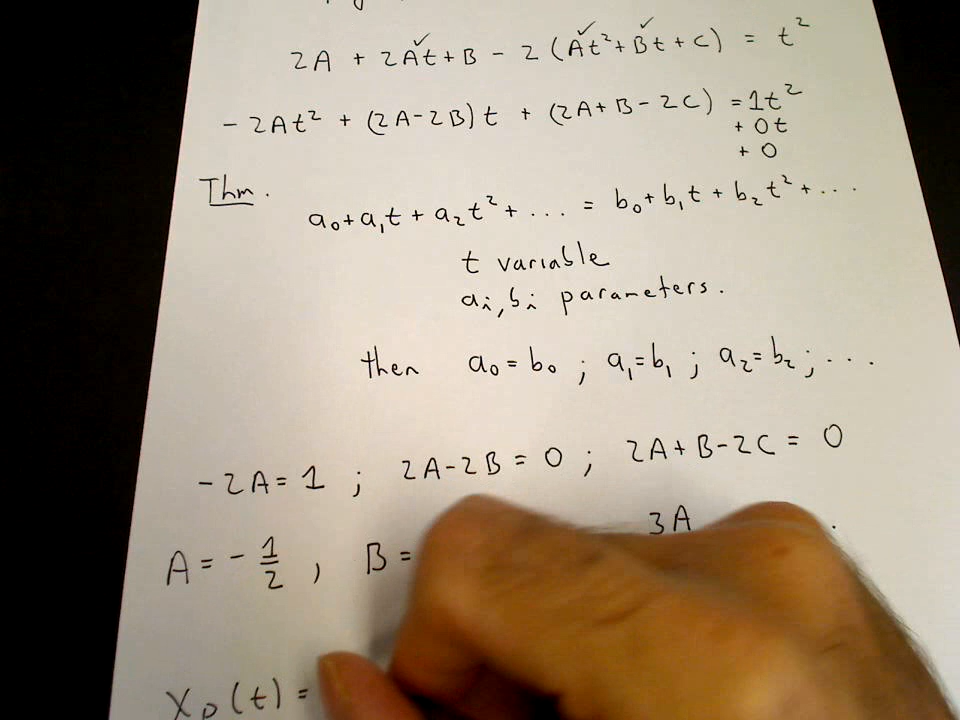 2A + 2At + B - 2 (At² + Bt + C) = t²
- 2At² + (2A - 2B) t + (2A + B - 2C) = 1t²
+ 0t
+ 0
Thm.
a₀ + a₁t + a₂t² + ... = b₀ + b₁t + b₂t² + ...
t variable
aᵢ, bᵢ parameters.
then a₀ = b₀ ; a₁ = b₁ ; a₂ = b₂ ; ...
- 2A = 1 ; 2A - 2B = 0 ; 2A + B - 2C = 0
3A
A = - 1/2 , B =
Xₚ(t) =